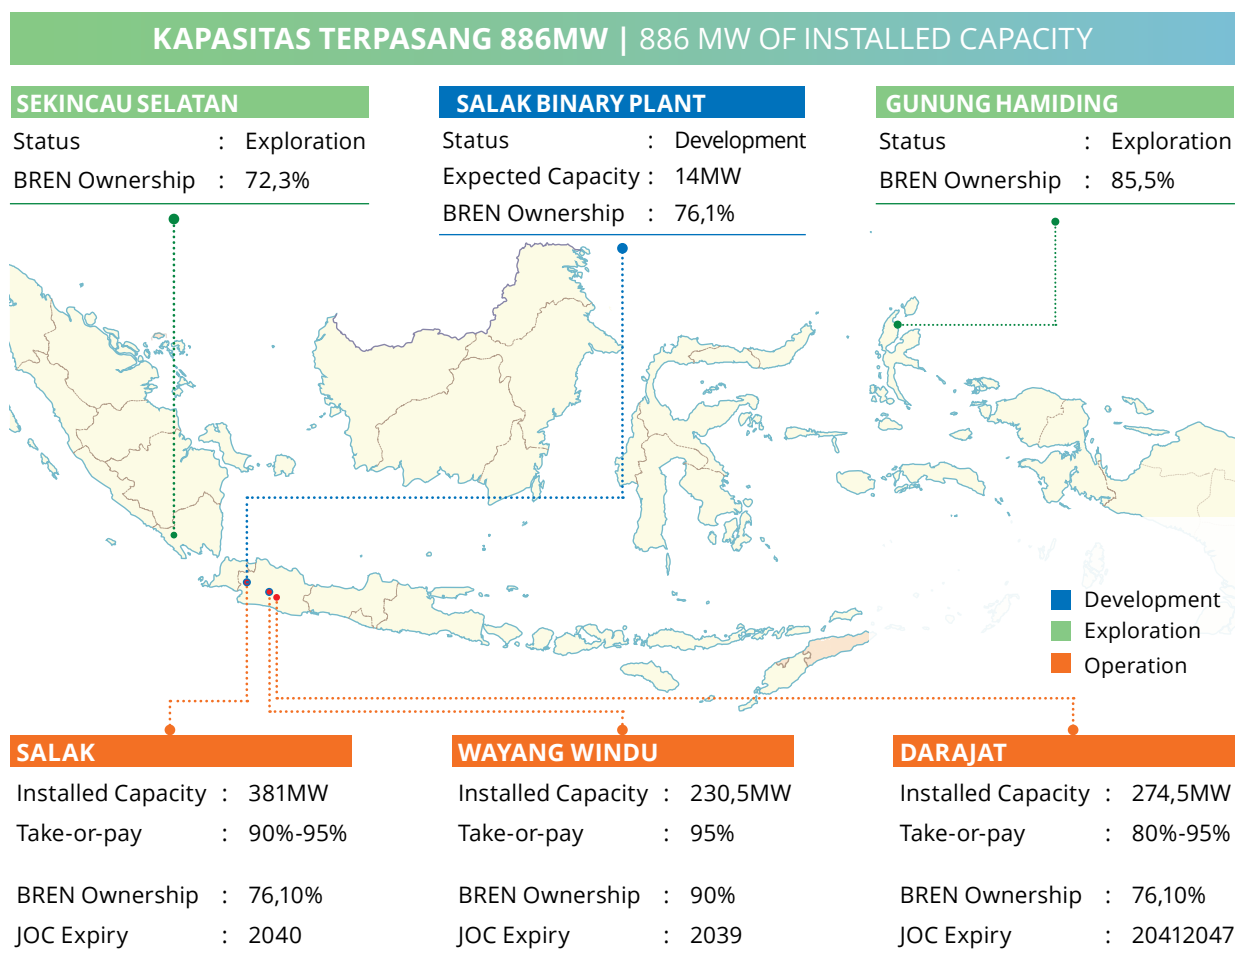 KAPASITAS TERPASANG 886MW | 886 MW OF INSTALLED CAPACITY
SEKINCAU SELATAN
Status : Exploration
BREN Ownership : 72,3%
SALAK BINARY PLANT
Status : Development
Expected Capacity : 14MW
BREN Ownership : 76,1%
GUNUNG HAMIDING
Status : Exploration
BREN Ownership : 85,5%
Development
Exploration
Operation
SALAK
Installed Capacity : 381MW
Take-or-pay : 90%-95%
BREN Ownership : 76,10%
JOC Expiry : 2040
WAYANG WINDU
Installed Capacity : 230,5MW
Take-or-pay : 95%
BREN Ownership : 90%
JOC Expiry : 2039
DARAJAT
Installed Capacity : 274,5MW
Take-or-pay : 80%-95%
BREN Ownership : 76,10%
JOC Expiry : 20412047